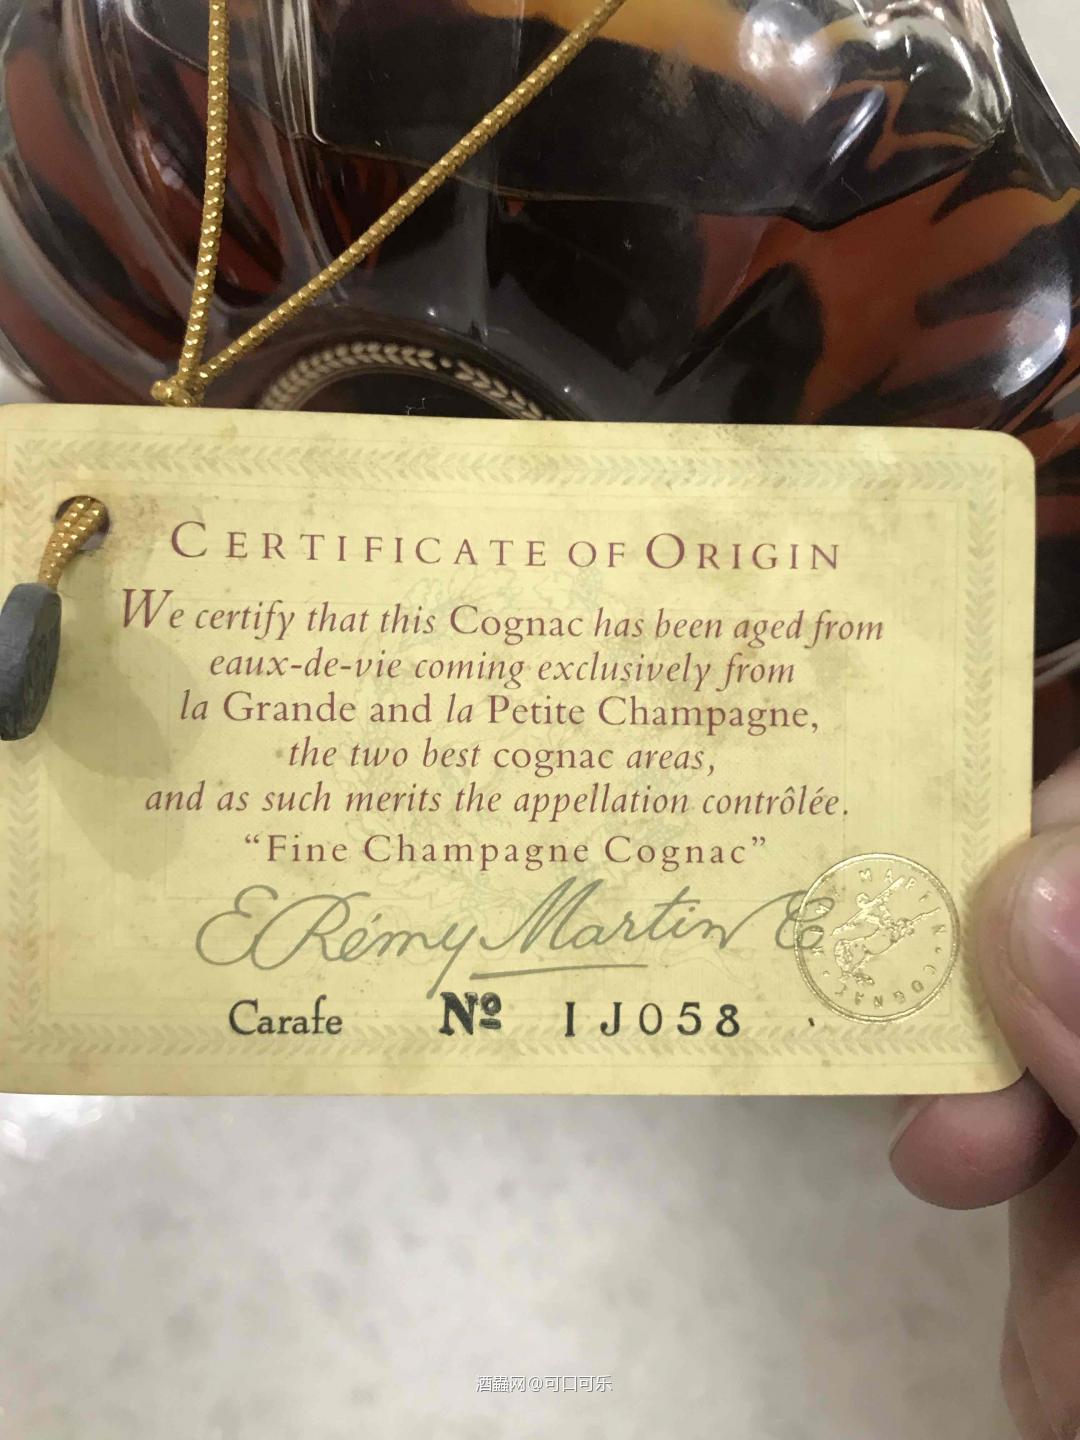 CERTIFICATE OF ORIGIN
We certify that this Cognac has been aged from
eaux-de-vie coming exclusively from
la Grande and la Petite Champagne,
the two best cognac areas,
and as such merits the appellation contrôlée.
“Fine Champagne Cognac”
E Rémy Martin Co
Carafe Nº IJ058
酒蟲网@可口可乐